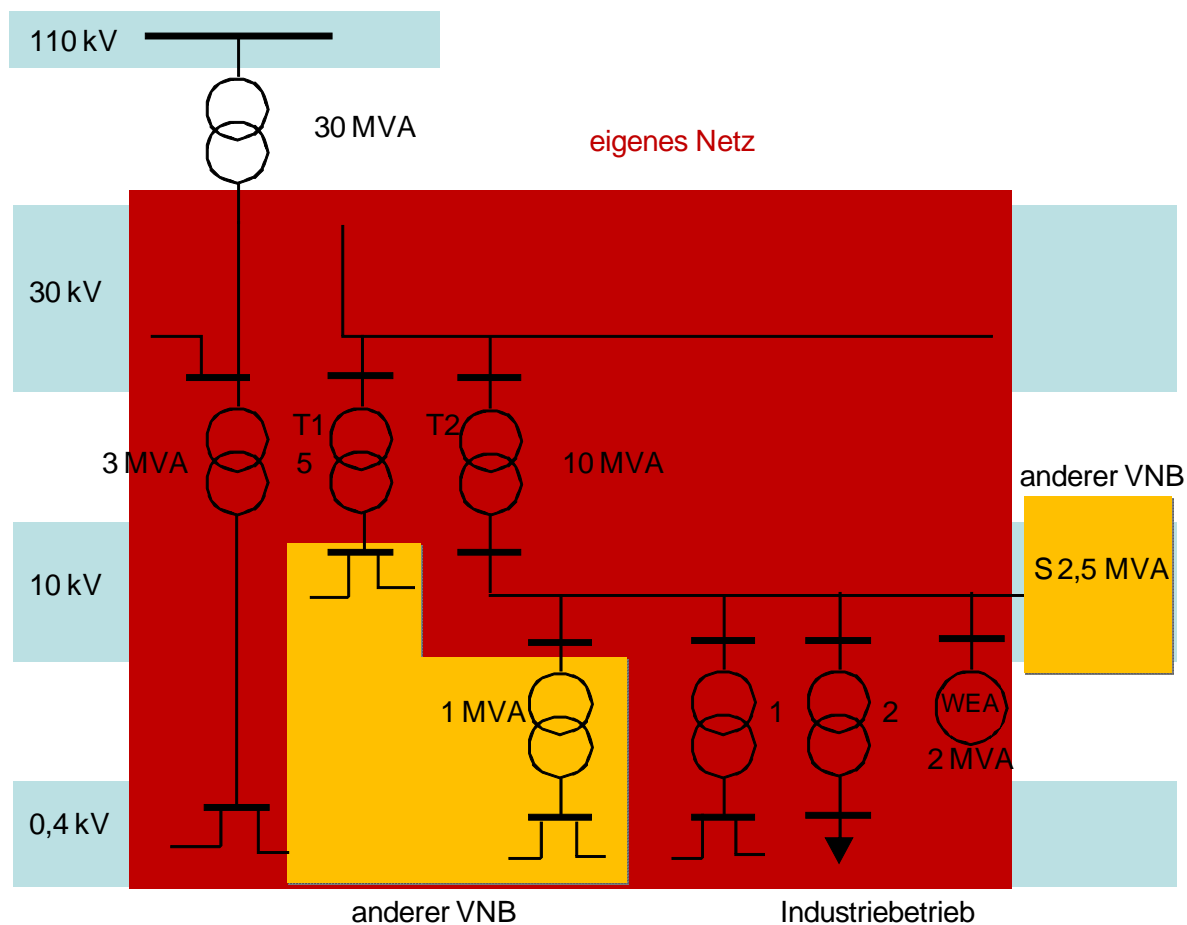 110 kV
30 MVA
eigenes Netz
30 kV
T1
T2
3 MVA
5
10 MVA
anderer VNB
10 kV
S 2,5 MVA
1 MVA
1
2
WEA
2 MVA
0,4 kV
anderer VNB
Industriebetrieb